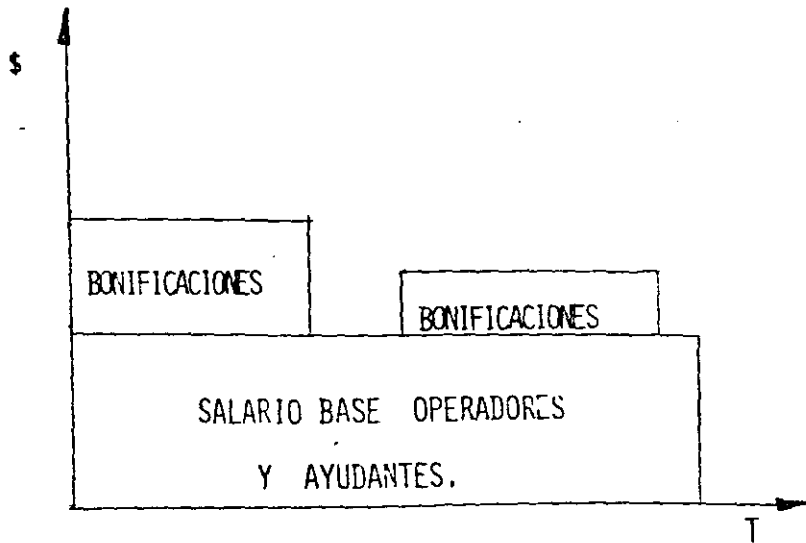 $
BONIFICACIONES
BONIFICACIONES
SALARIO BASE OPERADORES
Y AYUDANTES.
T